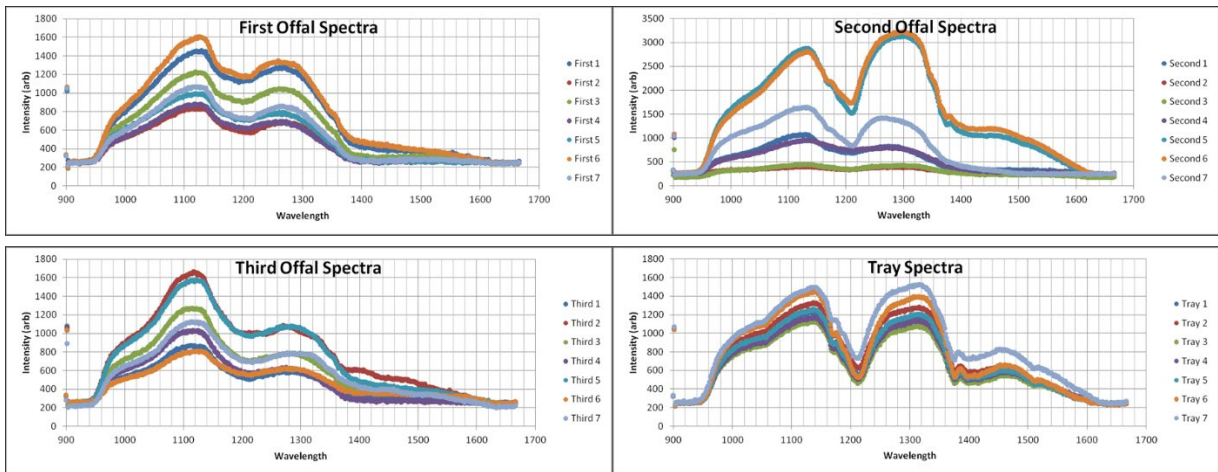 First Offal Spectra
Intensity (arb)
1800
1600
1400
1200
1000
800
600
400
200
0
900 1000 1100 1200 1300 1400 1500 1600 1700
Wavelength
First 1
First 2
First 3
First 4
First 5
First 6
First 7
Second Offal Spectra
Intensity (arb)
3500
3000
2500
2000
1500
1000
500
0
900 1000 1100 1200 1300 1400 1500 1600 1700
Wavelength
Second 1
Second 2
Second 3
Second 4
Second 5
Second 6
Second 7
Third Offal Spectra
Intensity (arb)
1800
1600
1400
1200
1000
800
600
400
200
0
900 1000 1100 1200 1300 1400 1500 1600 1700
Wavelength
Third 1
Third 2
Third 3
Third 4
Third 5
Third 6
Third 7
Tray Spectra
Intensity (arb)
1800
1600
1400
1200
1000
800
600
400
200
0
900 1000 1100 1200 1300 1400 1500 1600 1700
Wavelength
Tray 1
Tray 2
Tray 3
Tray 4
Tray 5
Tray 6
Tray 7